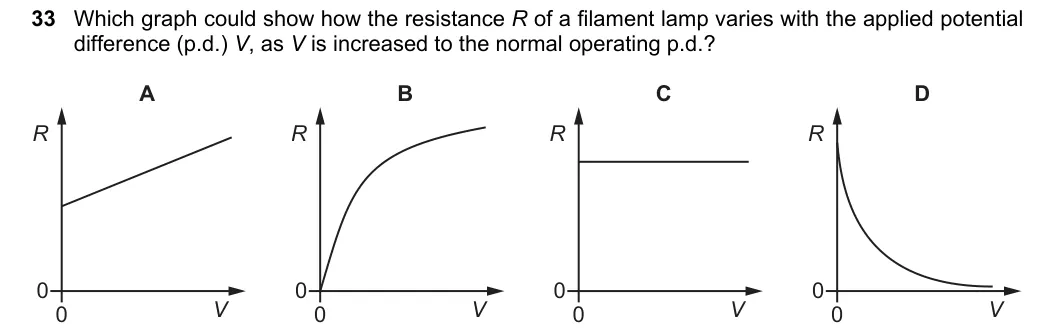 33 Which graph could show how the resistance R of a filament lamp varies with the applied potential
difference (p.d.) V, as V is increased to the normal operating p.d.?
A B C D
R R R R
0 0 0 0
V V V V
0 0 0 0